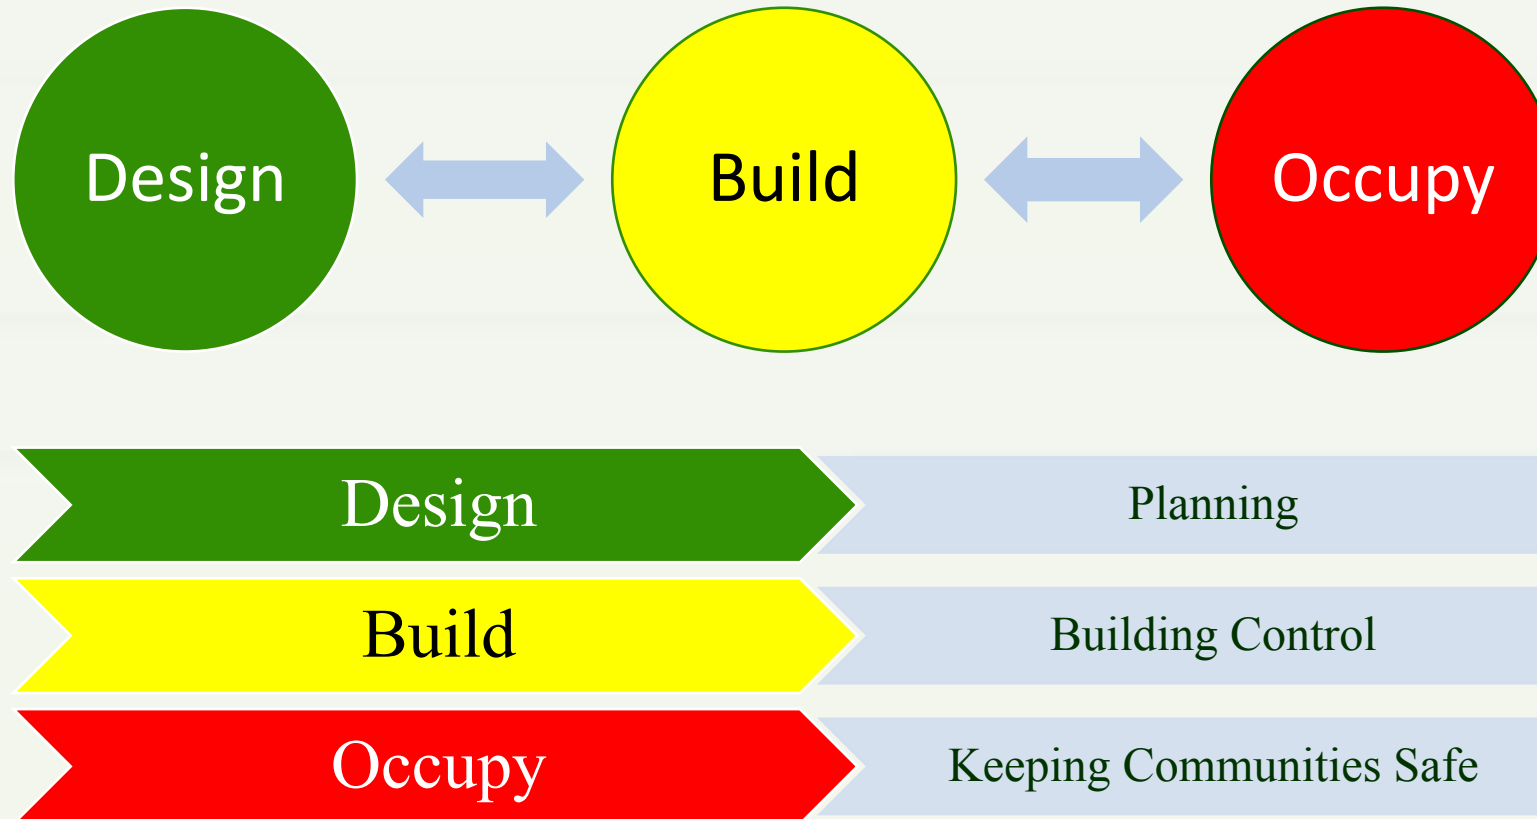 Design
Build
Occupy
Design
Planning
Build
Building Control
Occupy
Keeping Communities Safe